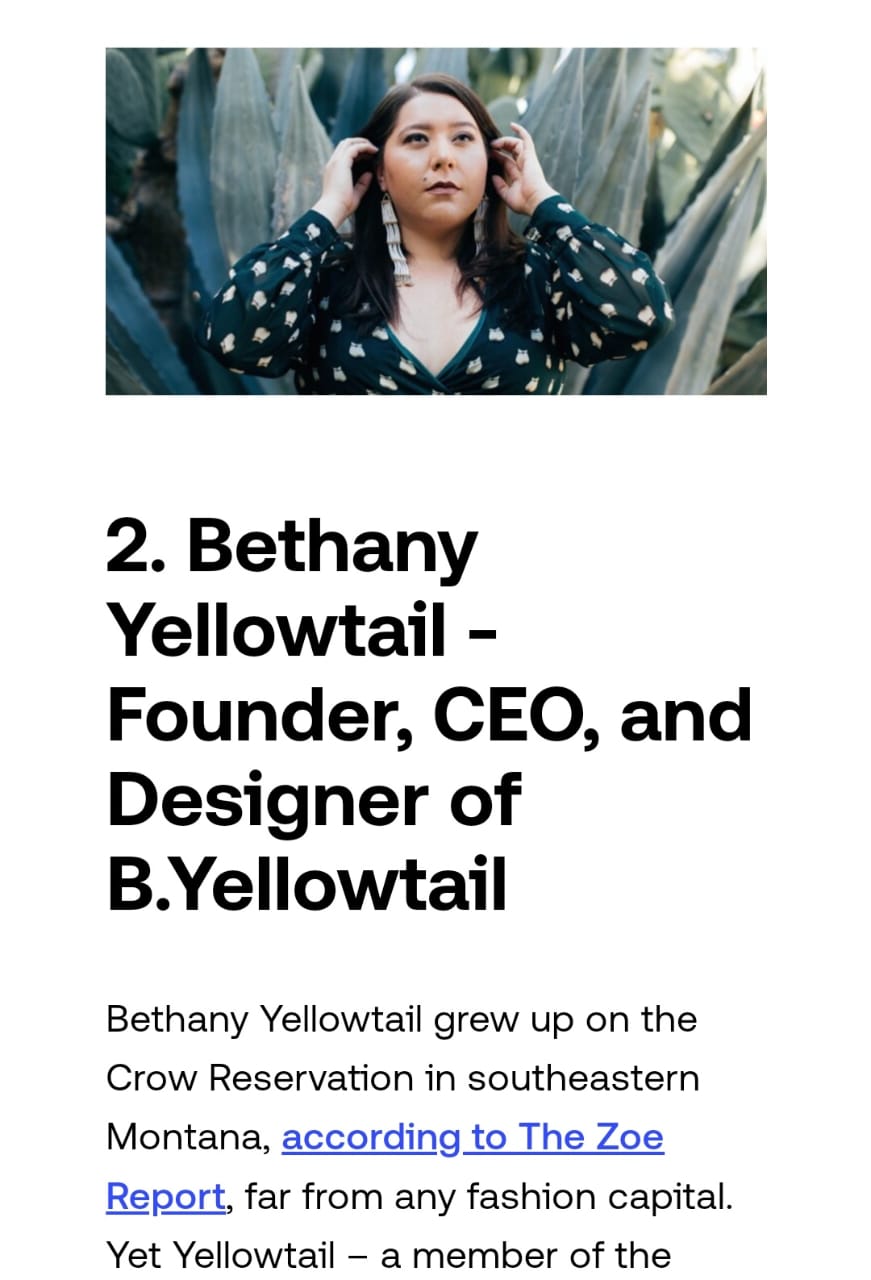 2. Bethany
Yellowtail -
Founder, CEO, and
Designer of
B.Yellowtail
Bethany Yellowtail grew up on the
Crow Reservation in southeastern
Montana, according to The Zoe
Report, far from any fashion capital.
Yet Yellowtail – a member of the